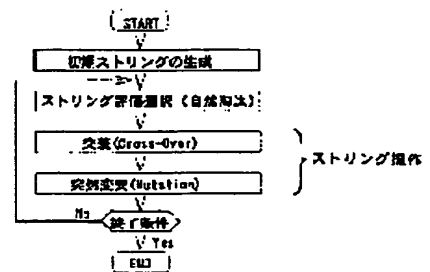 START
初期ストリングの生成
ストリング評価選択（自然淘汰）
交叉(Cross-Over)
突然変異(Mutation)
ストリング操作
No
終了条件
Yes
END